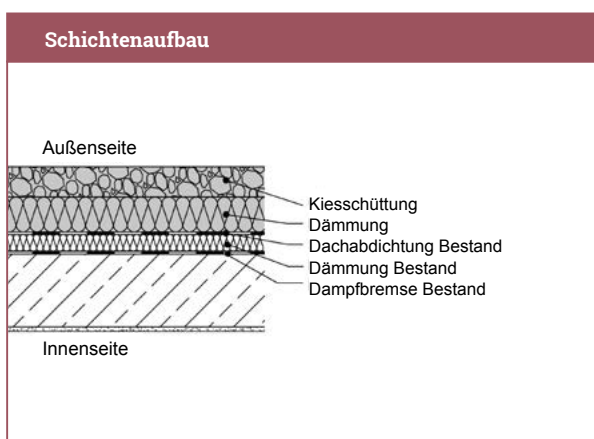 Schichtenaufbau
Außenseite
Kiesschüttung
Dämmung
Dachabdichtung Bestand
Dämmung Bestand
Dampfbremse Bestand
Innenseite